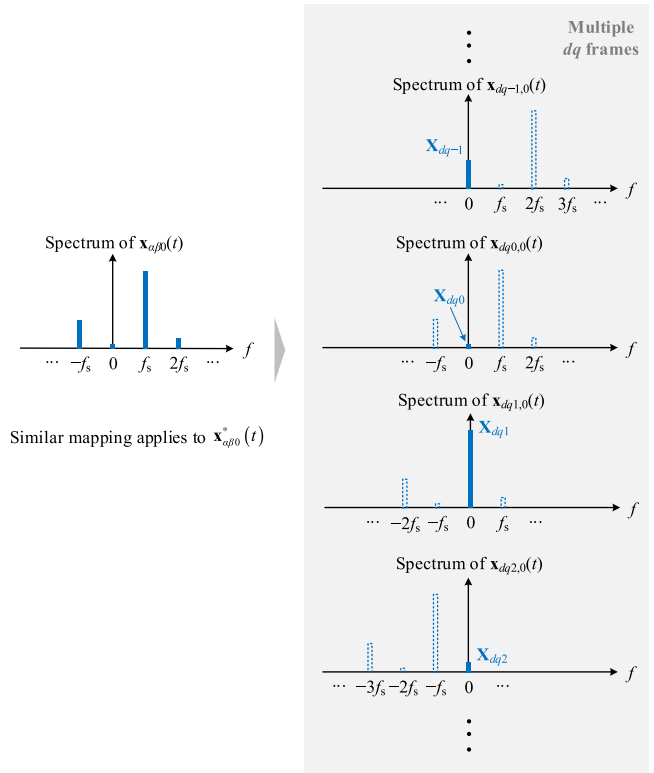 Multiple
dq frames
Spectrum of x_{dq−1,0}(t)
X_{dq−1}
f
··· 0 f_s 2f_s 3f_s ···
Spectrum of x_{αβ0}(t)
f
··· −f_s 0 f_s 2f_s ···
Spectrum of x_{dq0,0}(t)
X_{dq0}
f
··· −f_s 0 f_s 2f_s ···
Similar mapping applies to x*_{αβ0}(t)
Spectrum of x_{dq1,0}(t)
X_{dq1}
f
··· −2f_s −f_s 0 f_s ···
Spectrum of x_{dq2,0}(t)
X_{dq2}
f
··· −3f_s −2f_s −f_s 0 ···